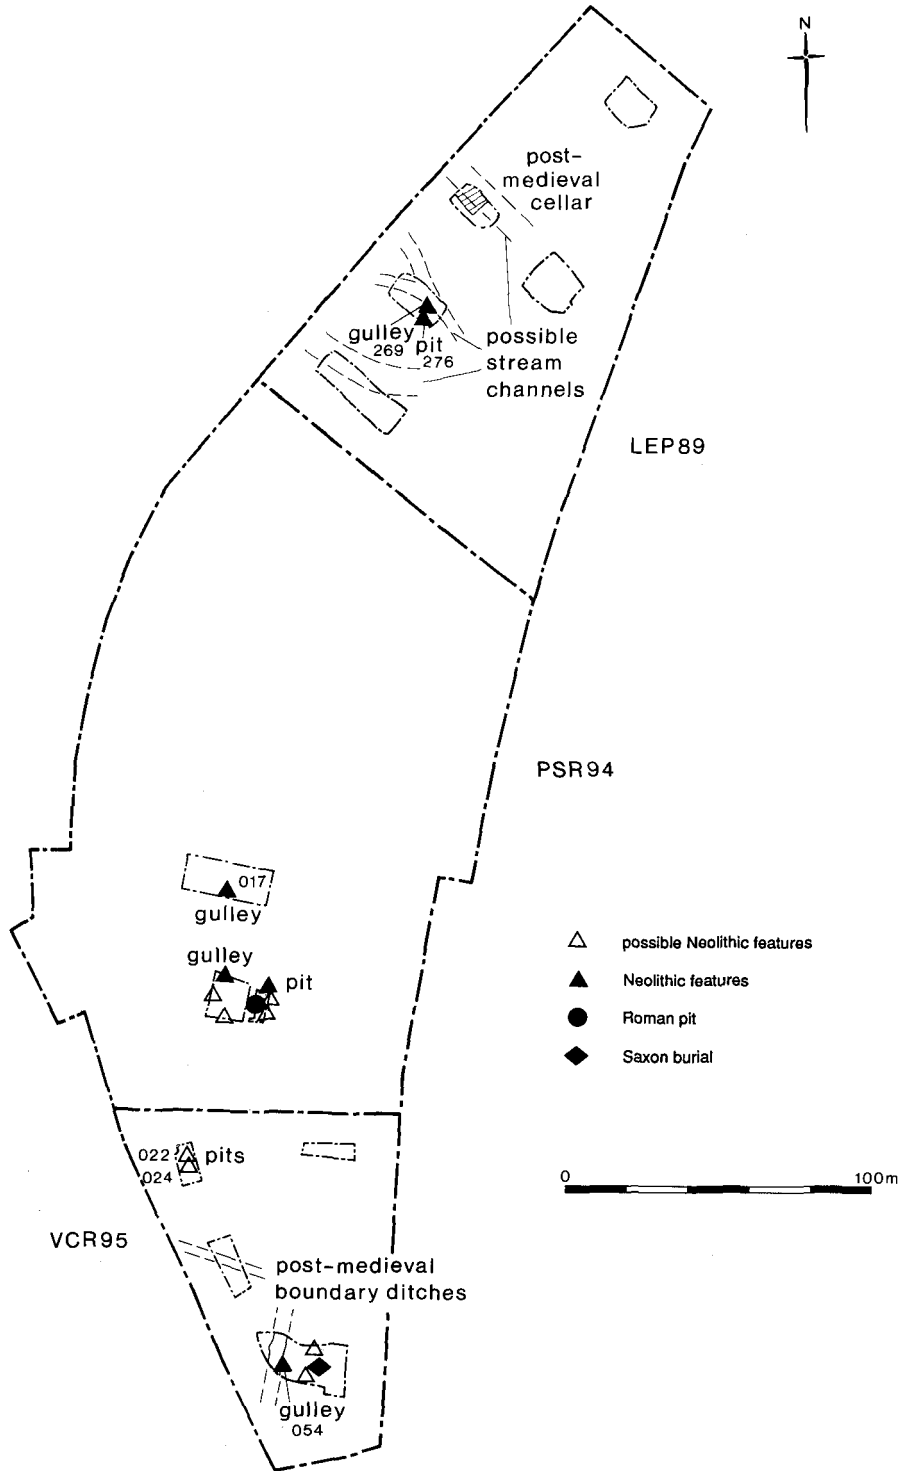 N
post-
medieval
cellar
gulley
269
pit
276
possible
stream
channels
LEP89
PSR94
017
gulley
gulley
pit
possible Neolithic features
Neolithic features
Roman pit
Saxon burial
022
024
pits
0 100m
VCR95
post-medieval
boundary ditches
gulley
054